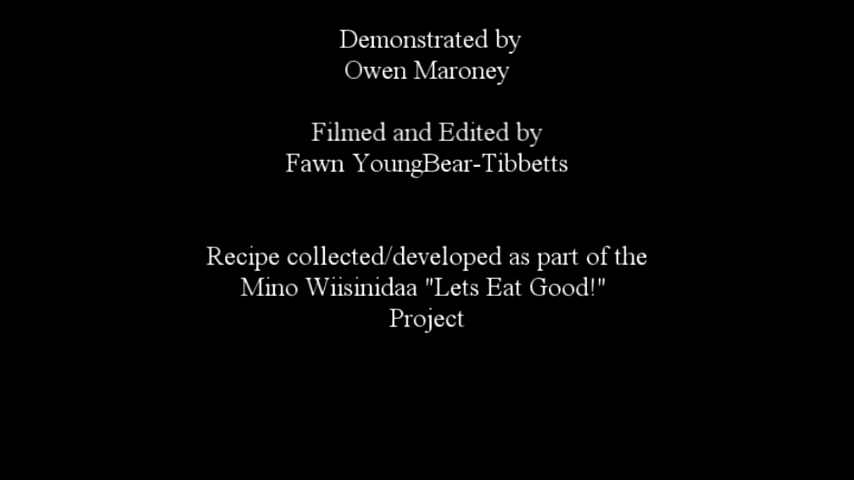 Demonstrated by
Owen Maroney
Filmed and Edited by
Fawn YoungBear-Tibbetts
Recipe collected/developed as part of the
Mino Wiisinidaa "Lets Eat Good!"
Project